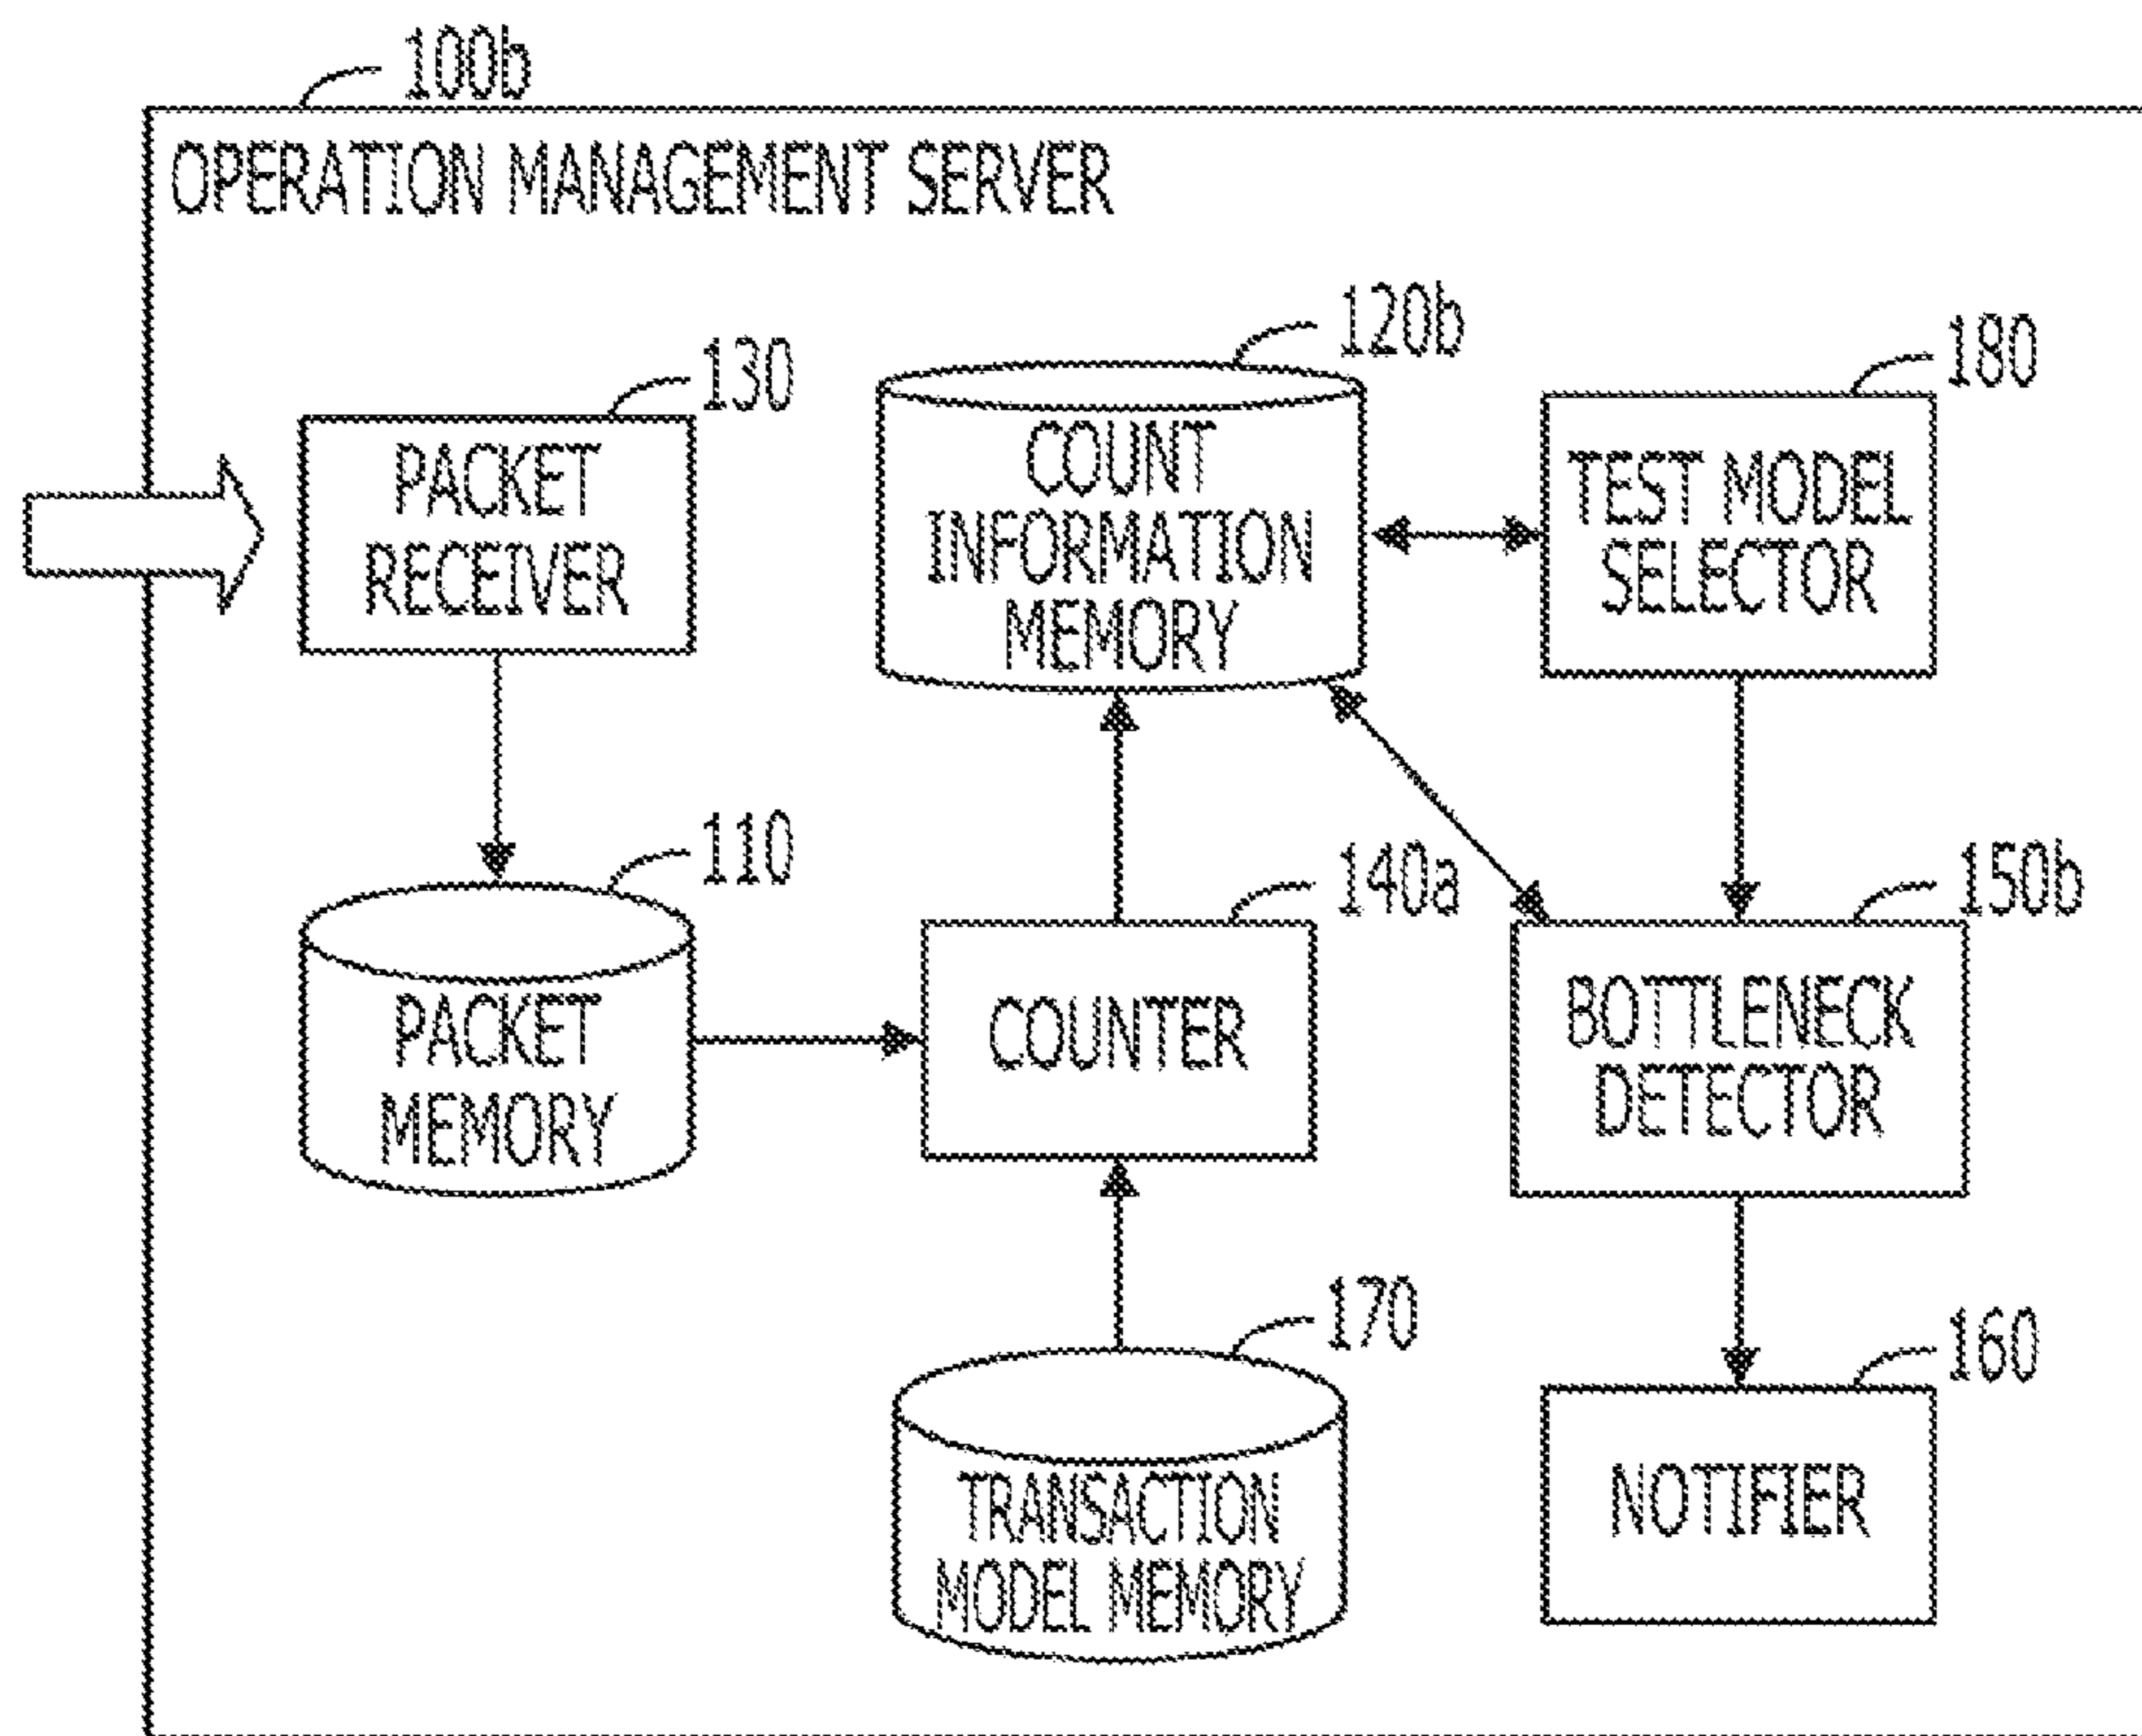 100b
OPERATION MANAGEMENT SERVER
130
PACKET
RECEIVER
120b
COUNT
INFORMATION
MEMORY
180
TEST MODEL
SELECTOR
110
PACKET
MEMORY
140a
COUNTER
150b
BOTTLENECK
DETECTOR
170
TRANSACTION
MODEL MEMORY
160
NOTIFIER